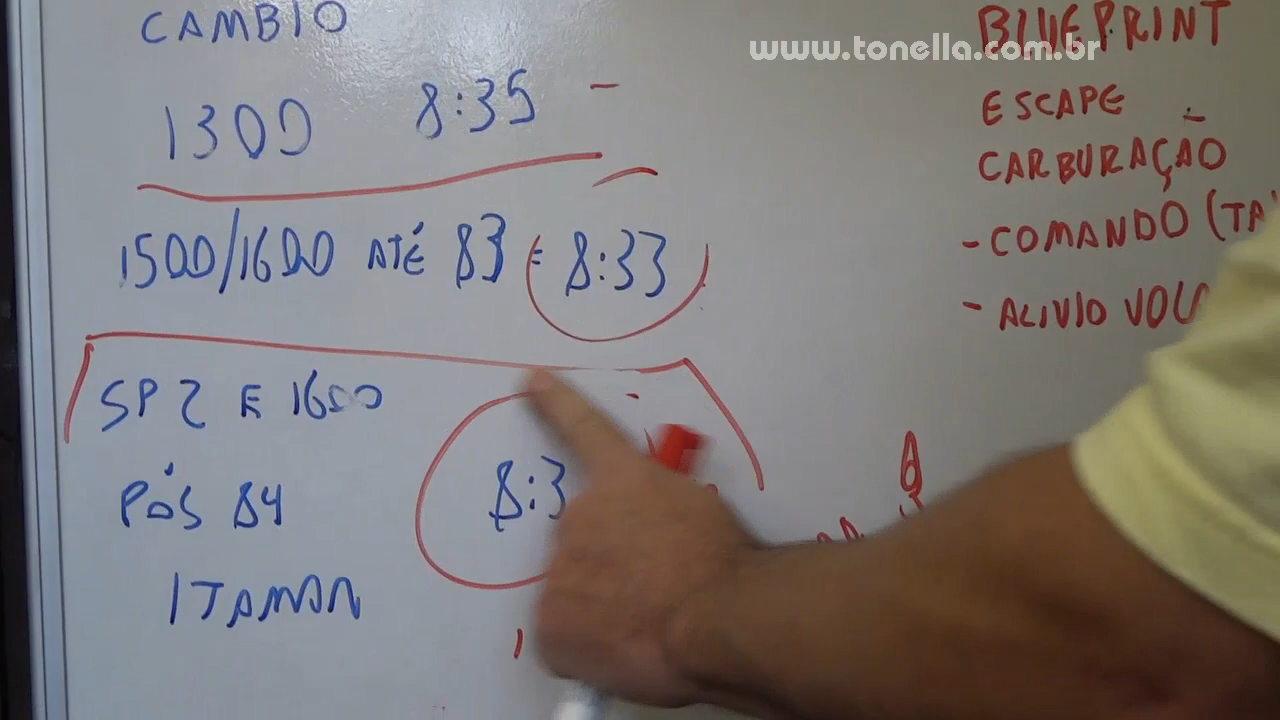 CAMBIO
1300 8:35 -
1500/1600 ATÉ 83 = 8:33
SP2 E 1600
PÓS 84 8:3
ITAMAR
www.tonella.com.br
BLUEPRINT
ESCAPE
CARBURAÇÃO
- COMANDO (TA
- ALIVIO VOL